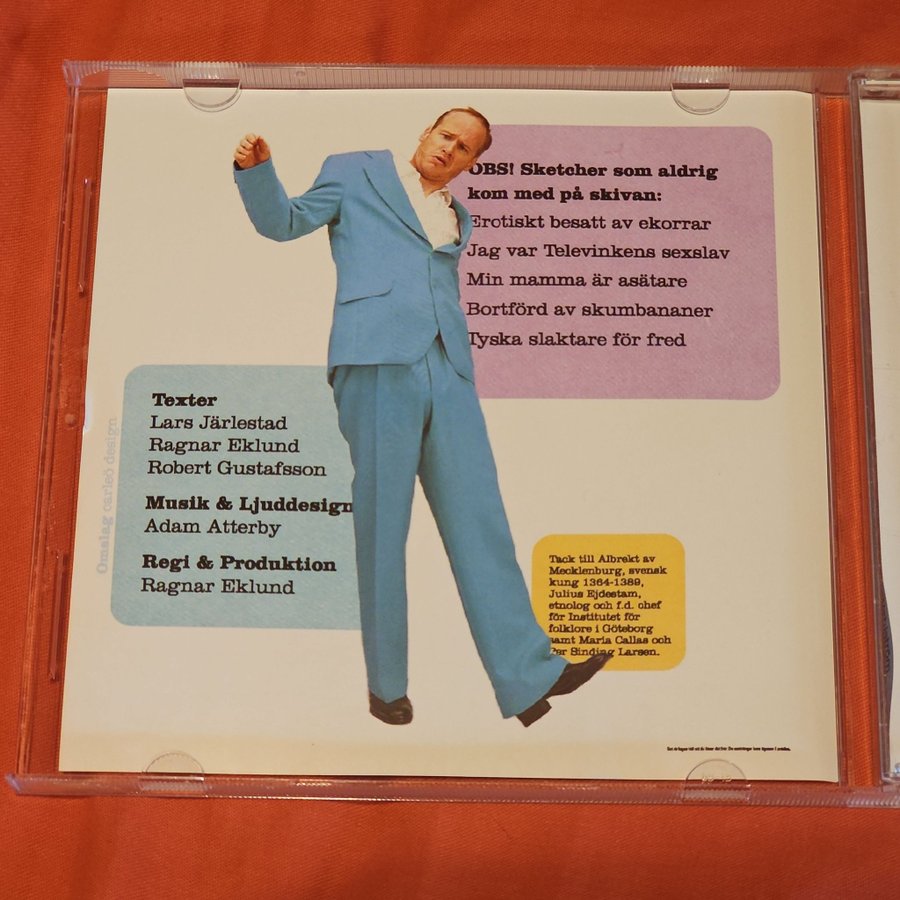 OBS! Sketcher som aldrig
kom med på skivan:
Erotiskt besatt av ekorrar
Jag var Televinkens sexslav
Min mamma är asätare
Bortförd av skumbananer
Tyska slaktare för fred
Texter
Lars Järlestad
Ragnar Eklund
Robert Gustafsson
Musik & Ljuddesign
Adam Atterby
Regi & Produktion
Ragnar Eklund
Omslag carleö design
Tack till Albrekt av
Mecklenburg, svensk
kung 1364-1389,
Julius Ejdestam,
etnolog och f.d. chef
för Institutet för
folklore i Göteborg
samt Maria Callas och
Per Sinding Larsen.